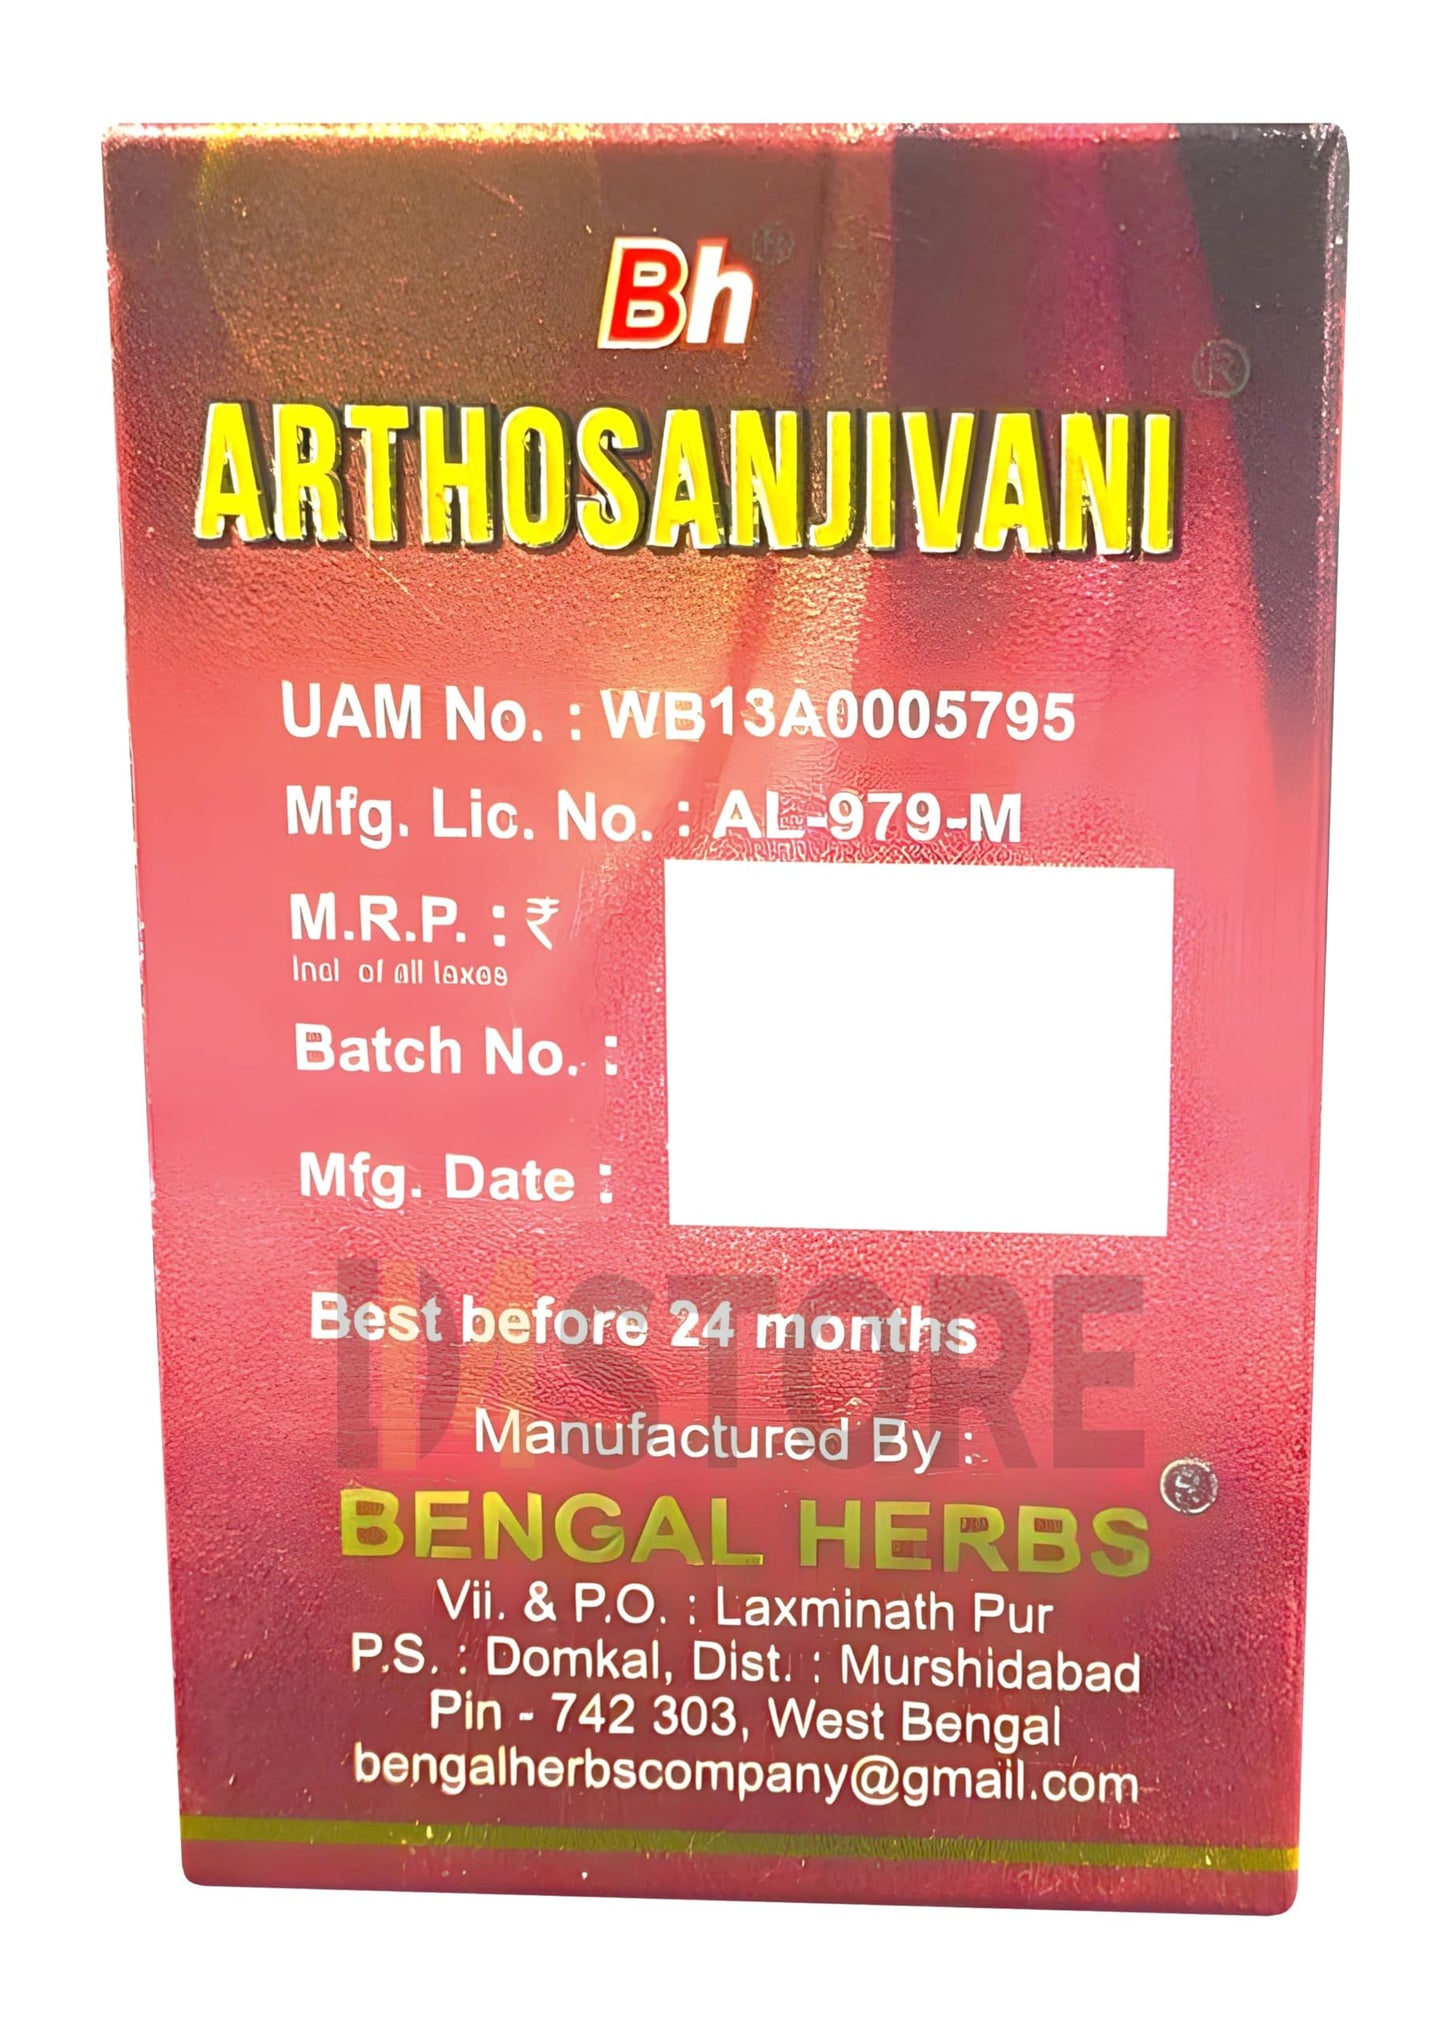 Bh
®
ARTHOSANJIVANI
UAM No. : WB13A0005795
Mfg. Lic. No. : AL-979-M
M.R.P. : ₹
Incl of all taxes
Batch No. :
Mfg. Date :
Best before 24 months
STORE
Manufactured By :
BENGAL HERBS
Vii. & P.O. : Laxminath Pur
P.S. : Domkal, Dist. : Murshidabad
Pin - 742 303, West Bengal
bengalherbscompany@gmail.com